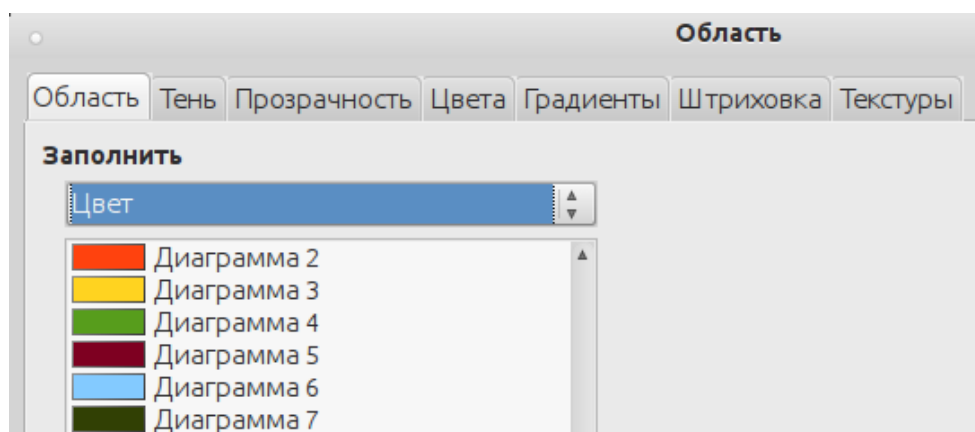 Область
Область Тень Прозрачность Цвета Градиенты Штриховка Текстуры
Заполнить
Цвет
Диаграмма 2
Диаграмма 3
Диаграмма 4
Диаграмма 5
Диаграмма 6
Диаграмма 7